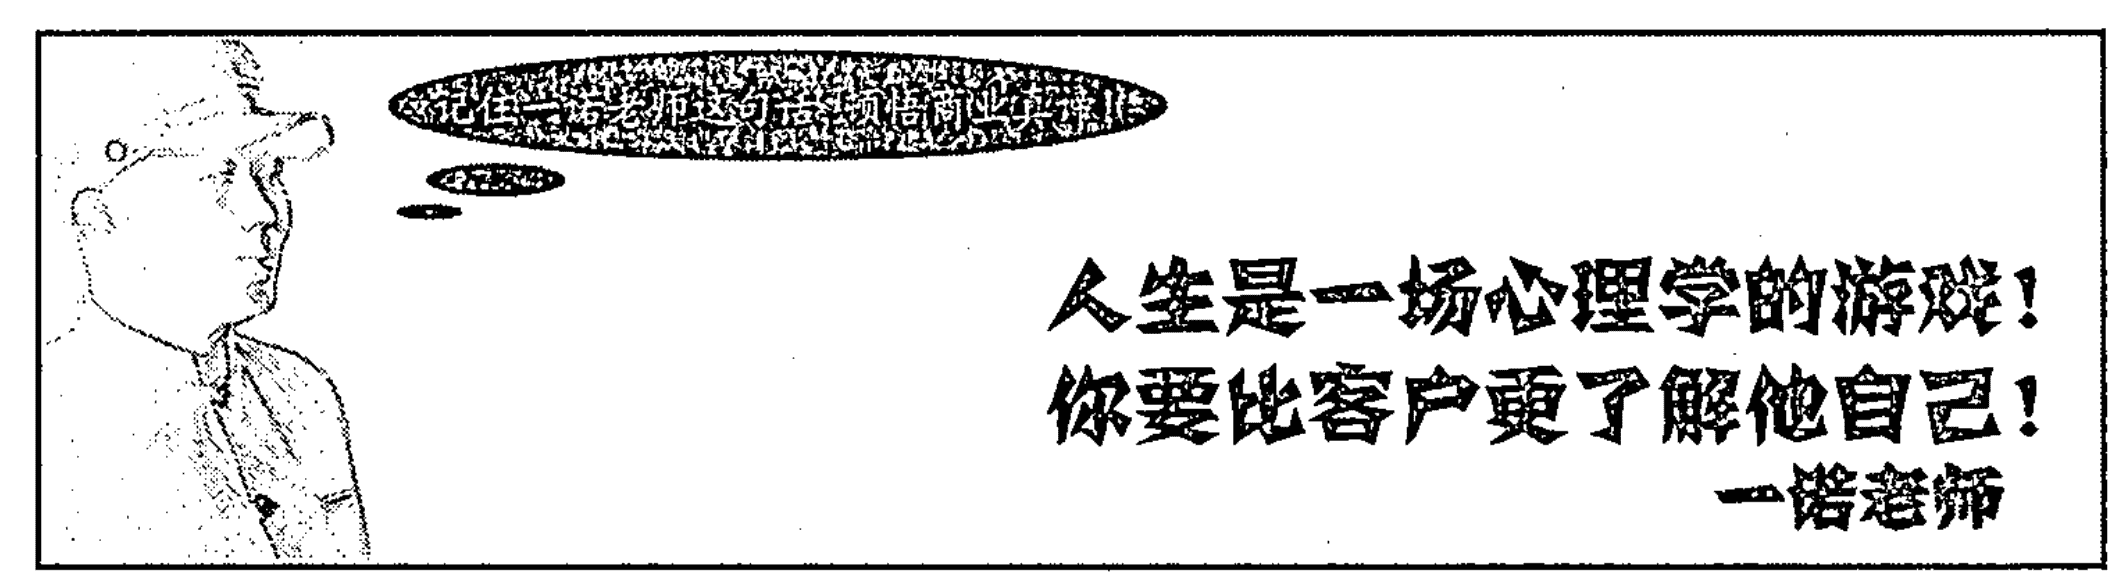 记住一诺老师这句话！顿悟商业真谛！
人生是一场心理学的游戏！
你要比客户更了解他自己！
一诺老师